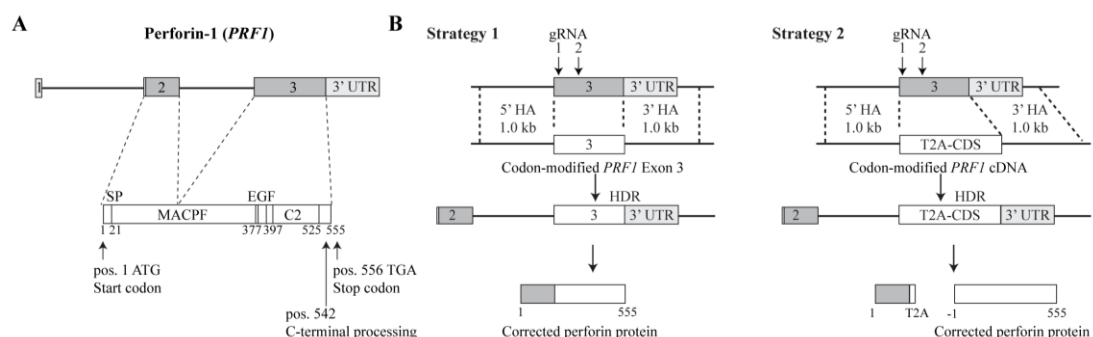 A
Perforin-1 (PRF1)
1
2
3
3’ UTR
SP
EGF
MACPF
C2
1 21
377 397
525 555
pos. 1 ATG
Start codon
pos. 556 TGA
Stop codon
pos. 542
C-terminal processing
B
Strategy 1
gRNA
1 2
3
3’ UTR
5’ HA
1.0 kb
3’ HA
1.0 kb
3
Codon-modified PRF1 Exon 3
HDR
2
3
3’ UTR
1
555
Corrected perforin protein
Strategy 2
gRNA
1 2
3
3’ UTR
5’ HA
1.0 kb
3’ HA
1.0 kb
T2A-CDS
Codon-modified PRF1 cDNA
HDR
2
T2A-CDS
3’ UTR
1
T2A
-1
555
Corrected perforin protein